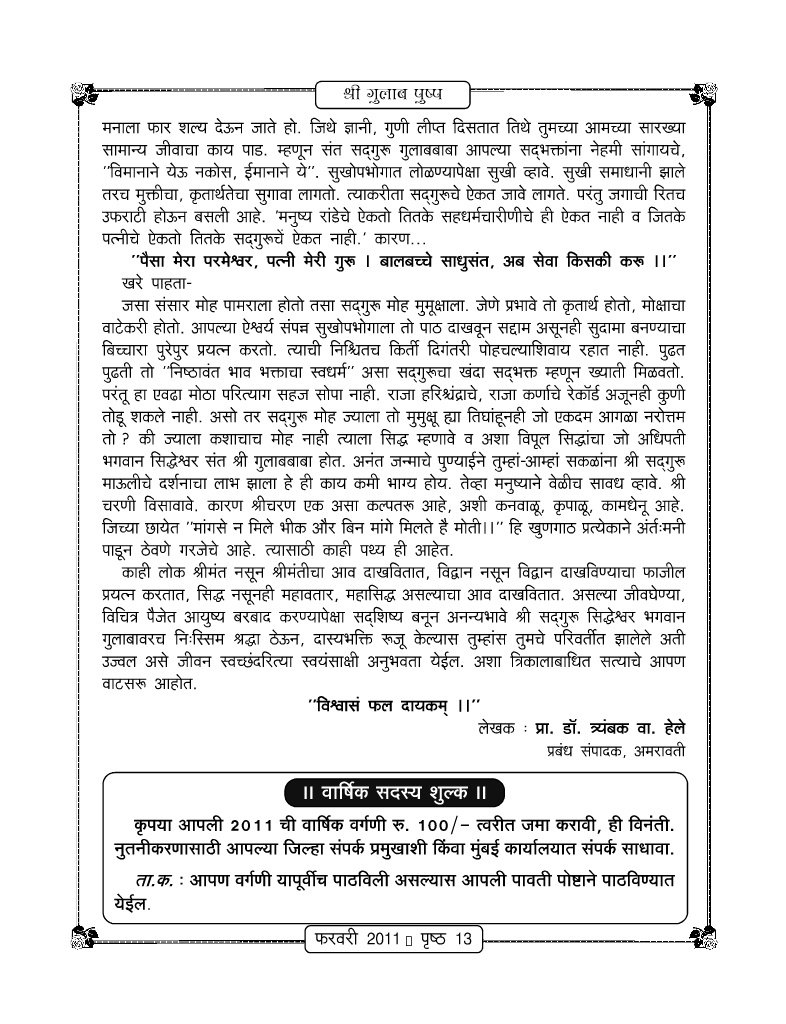 श्री गुलाब पुष्प
मनाला फार शल्य देऊन जाते हो. जिथे ज्ञानी, गुणी लीप्त दिसतात तिथे तुमच्या आमच्या सारख्या
सामान्य जीवाचा काय पाड. म्हणून संत सद्‌गुरू गुलाबबाबा आपल्या सद्‌भक्तांना नेहमी सांगायचे,
''विमानाने येऊ नकोस, ईमानाने ये''. सुखोपभोगात लोळण्यापेक्षा सुखी व्हावे. सुखी समाधानी झाले
तरच मुक्तीचा, कृतार्थतेचा सुगावा लागतो. त्याकरीता सद्‌गुरूचे ऐकत जावे लागते. परंतु जगाची रितच
उफराटी होऊन बसली आहे. 'मनुष्य रांडेचे ऐकतो तितके सहधर्मचारीणीचे ही ऐकत नाही व जितके
पत्नीचे ऐकतो तितके सद्‌गुरूचें ऐकत नाही.' कारण...
''पैसा मेरा परमेश्वर, पत्नी मेरी गुरू । बालबच्चे साधुसंत, अब सेवा किसकी करू ।।''
खरे पाहता-
जसा संसार मोह पामराला होतो तसा सद्‌गुरू मोह मुमूक्षाला. जेणे प्रभावे तो कृतार्थ होतो, मोक्षाचा
वाटेकरी होतो. आपल्या ऐश्वर्य संपन्न सुखोपभोगाला तो पाठ दाखवून सद्दाम असूनही सुदामा बनण्याचा
बिच्चारा पुरेपुर प्रयत्न करतो. त्याची निश्चितच किर्ती दिगंतरी पोहचल्याशिवाय रहात नाही. पुढत
पुढती तो ''निष्ठावंत भाव भक्ताचा स्वधर्म'' असा सद्‌गुरूचा खंदा सद्‌भक्त म्हणून ख्याती मिळवतो.
परंतू हा एवढा मोठा परित्याग सहज सोपा नाही. राजा हरिश्चंद्राचे, राजा कर्णाचे रेकॉर्ड अजूनही कुणी
तोडू शकले नाही. असो तर सद्‌गुरू मोह ज्याला तो मुमुक्षू ह्या तिघांहूनही जो एकदम आगळा नरोत्तम
तो ? की ज्याला कशाचाच मोह नाही त्याला सिद्ध म्हणावे व अशा विपूल सिद्धांचा जो अधिपती
भगवान सिद्धेश्वर संत श्री गुलाबबाबा होत. अनंत जन्माचे पुण्याईने तुम्हां-आम्हां सकळांना श्री सद्‌गुरू
माऊलीचे दर्शनाचा लाभ झाला हे ही काय कमी भाग्य होय. तेव्हा मनुष्याने वेळीच सावध व्हावे. श्री
चरणी विसावावे. कारण श्रीचरण एक असा कल्पतरू आहे, अशी कनवाळू, कृपाळू, कामधेनू आहे.
जिच्या छायेत ''मांगसे न मिले भीक और बिन मांगे मिलते है मोती।।'' हि खुणगाठ प्रत्येकाने अंर्तःमनी
पाडून ठेवणे गरजेचे आहे. त्यासाठी काही पथ्य ही आहेत.
काही लोक श्रीमंत नसून श्रीमंतीचा आव दाखवितात, विद्वान नसून विद्वान दाखविण्याचा फाजील
प्रयत्न करतात, सिद्ध नसूनही महावतार, महासिद्ध असल्याचा आव दाखवितात. असल्या जीवघेण्या,
विचित्र पैजेत आयुष्य बरबाद करण्यापेक्षा सद्‌शिष्य बनून अनन्यभावे श्री सद्‌गुरू सिद्धेश्वर भगवान
गुलाबावरच निःस्सिम श्रद्धा ठेऊन, दास्यभक्ति रूजू केल्यास तुम्हांस तुमचे परिवर्तीत झालेले अती
उज्वल असे जीवन स्वच्छंदरित्या स्वयंसाक्षी अनुभवता येईल. अशा त्रिकालाबाधित सत्याचे आपण
वाटसरू आहोत.
''विश्वासं फल दायकम् ।।''
लेखक : प्रा. डॉ. त्र्यंबक वा. हेले
प्रबंध संपादक, अमरावती
।। वार्षिक सदस्य शुल्क ।।
कृपया आपली 2011 ची वार्षिक वर्गणी रु. 100/- त्वरीत जमा करावी, ही विनंती.
नुतनीकरणासाठी आपल्या जिल्हा संपर्क प्रमुखाशी किंवा मुंबई कार्यालयात संपर्क साधावा.
ता.क. : आपण वर्गणी यापूर्वीच पाठविली असल्यास आपली पावती पोष्टाने पाठविण्यात
येईल.
फरवरी 2011 ▯ पृष्ठ 13